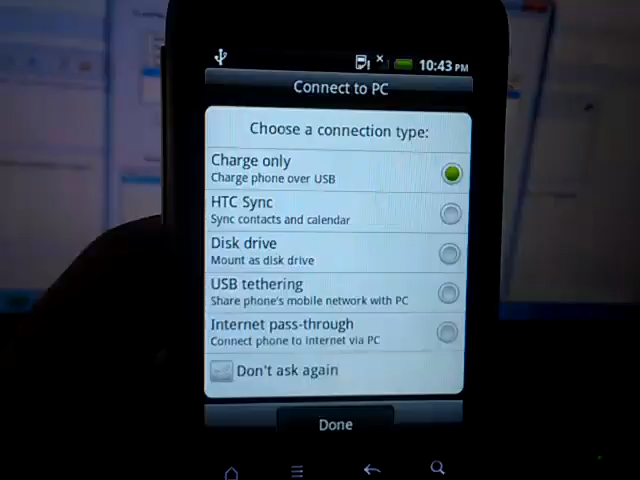 10:43 PM
Connect to PC
Choose a connection type:
Charge only
Charge phone over USB
HTC Sync
Sync contacts and calendar
Disk drive
Mount as disk drive
USB tethering
Share phone's mobile network with PC
Internet pass-through
Connect phone to Internet via PC
Don't ask again
Done